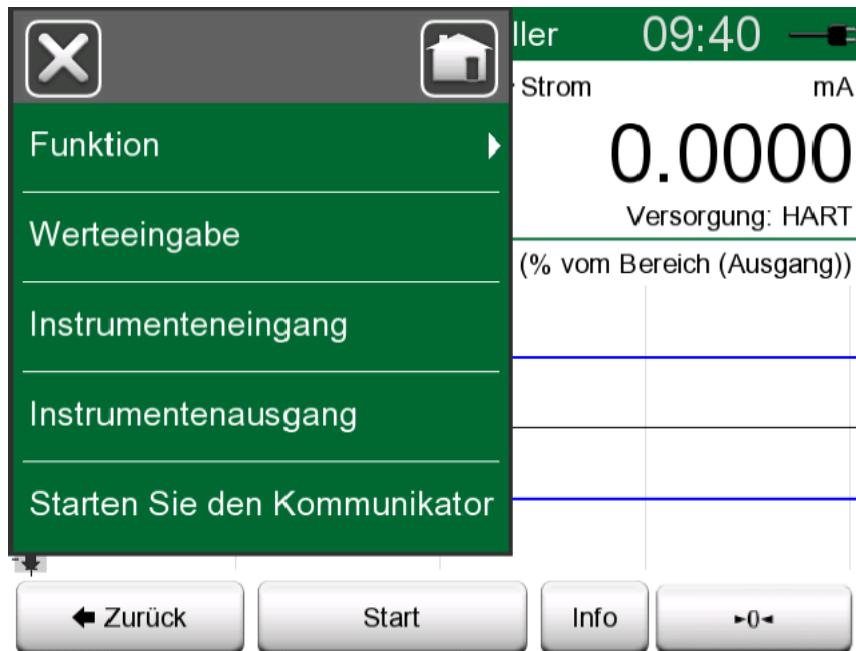 ller 09:40
Strom mA
0.0000
Versorgung: HART
(% vom Bereich (Ausgang))
Funktion
Werteeingabe
Instrumenteneingang
Instrumentenausgang
Starten Sie den Kommunikator
Zurück
Start
Info
►0◄